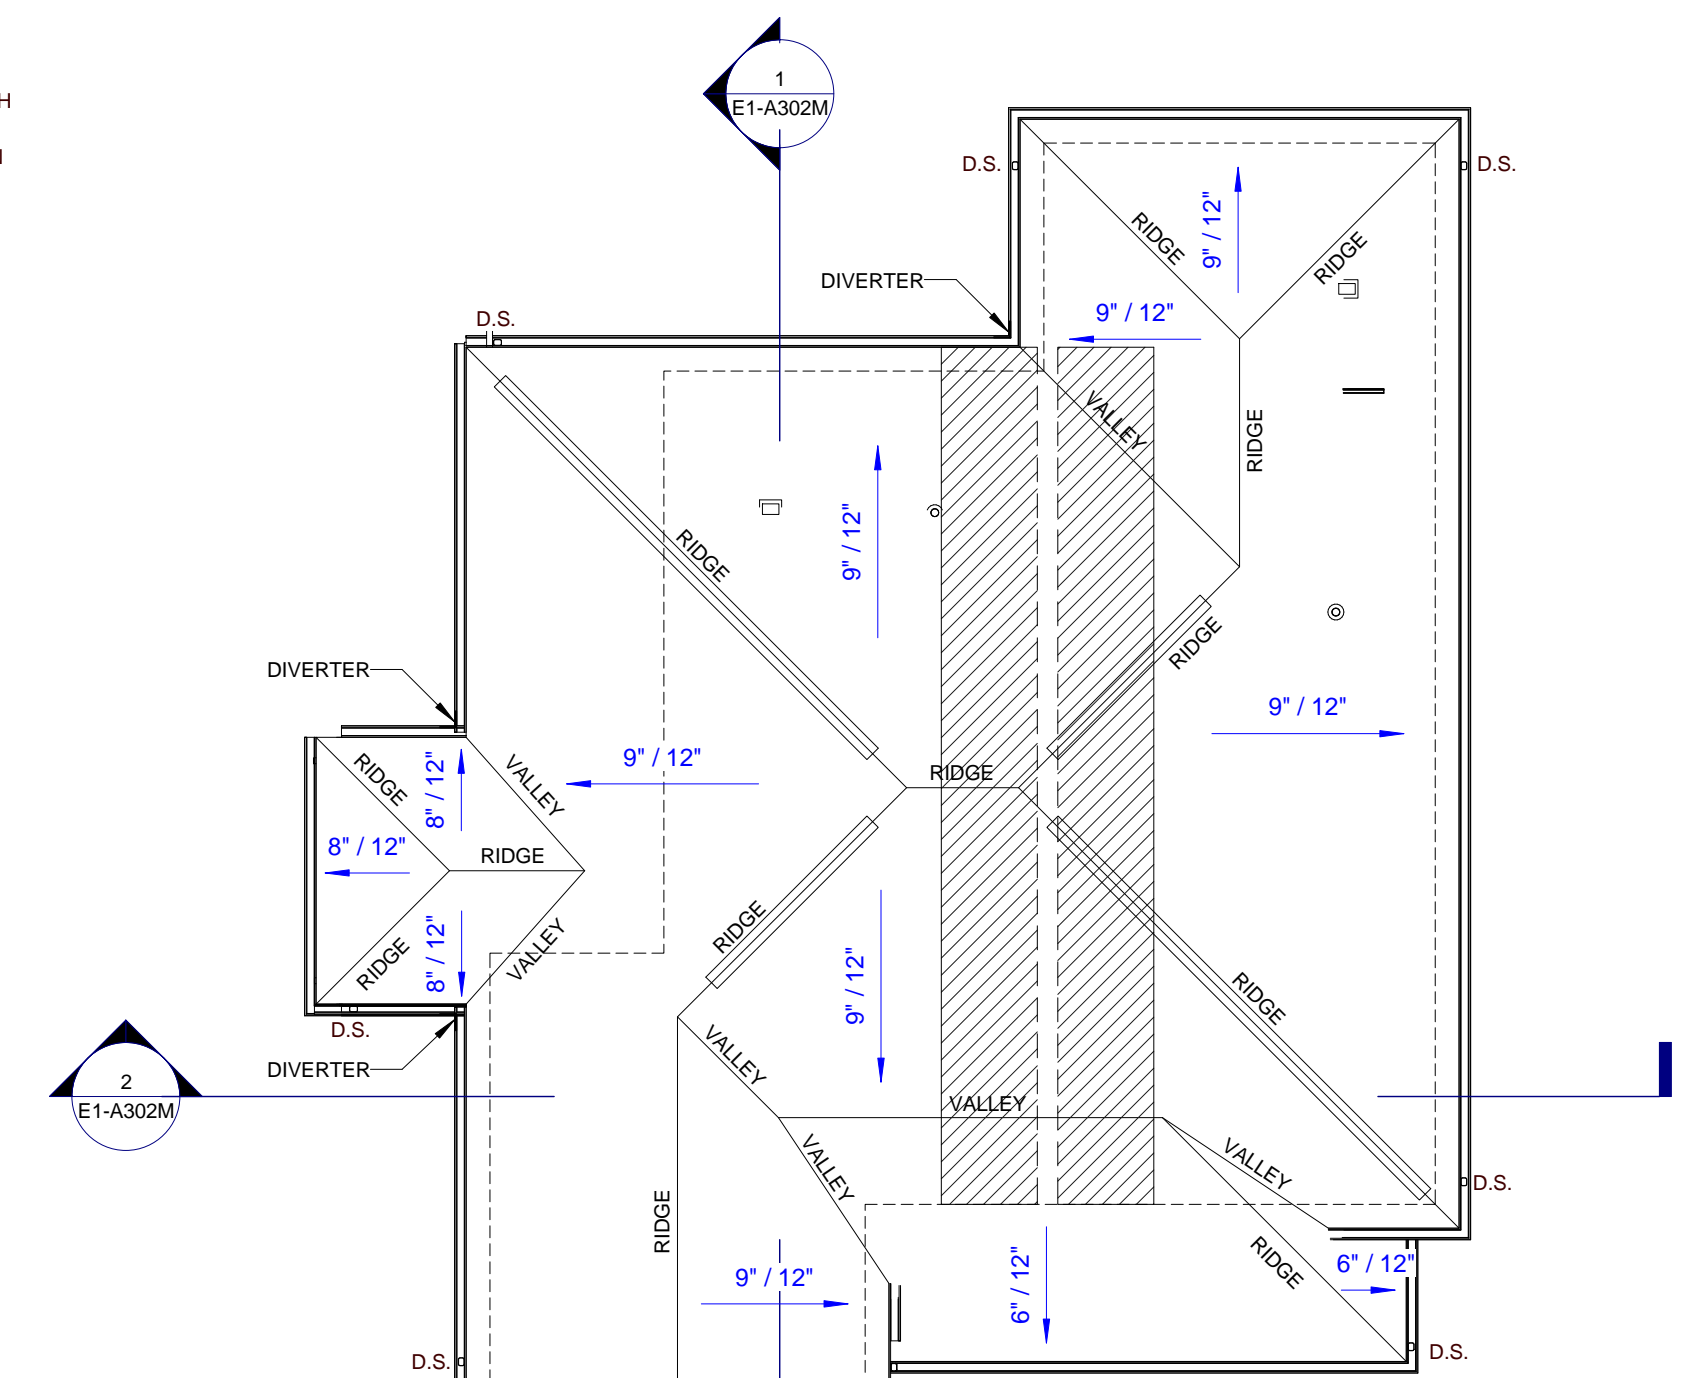 H
1
E1-A302M
D.S.
D.S.
RIDGE
9" / 12"
RIDGE
DIVERTER
9" / 12"
D.S.
VALLEY
RIDGE
RIDGE
9" / 12"
RIDGE
DIVERTER
9" / 12"
9" / 12"
RIDGE
RIDGE
8" / 12"
VALLEY
8" / 12"
RIDGE
RIDGE
8" / 12"
VALLEY
RIDGE
9" / 12"
RIDGE
D.S.
DIVERTER
VALLEY
2
E1-A302M
VALLEY
VALLEY
VALLEY
D.S.
RIDGE
9" / 12"
6" / 12"
RIDGE
6" / 12"
D.S.
D.S.